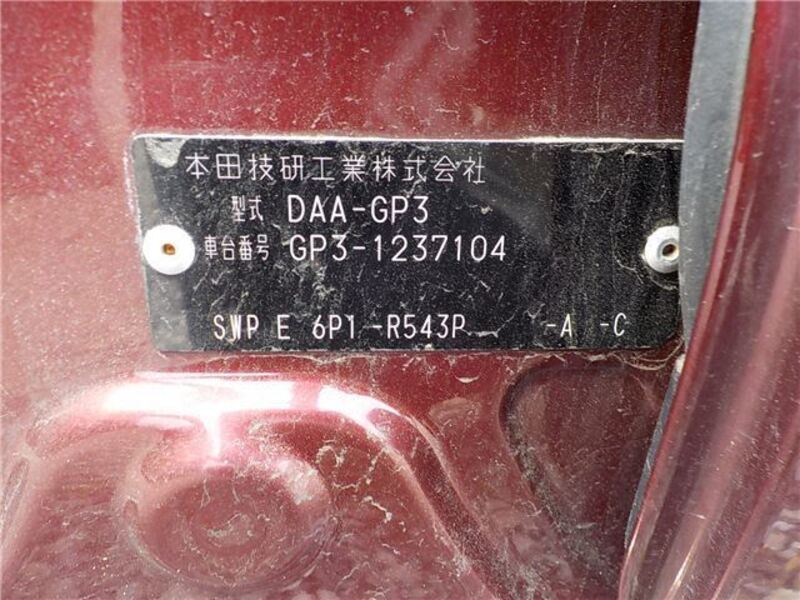 本田技研工業株式会社
型式 DAA-GP3
車台番号 GP3-1237104
SWP E 6P1 -R543P -A -C